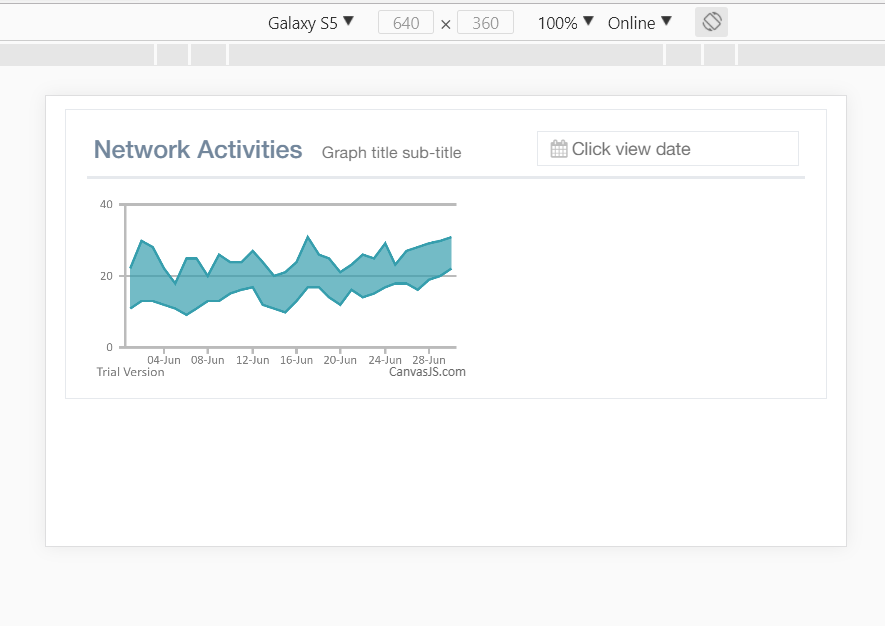 Galaxy S5 640 × 360 100% Online
Network Activities Graph title sub-title Click view date
40
20
0
04-Jun 08-Jun 12-Jun 16-Jun 20-Jun 24-Jun 28-Jun
Trial Version CanvasJS.com